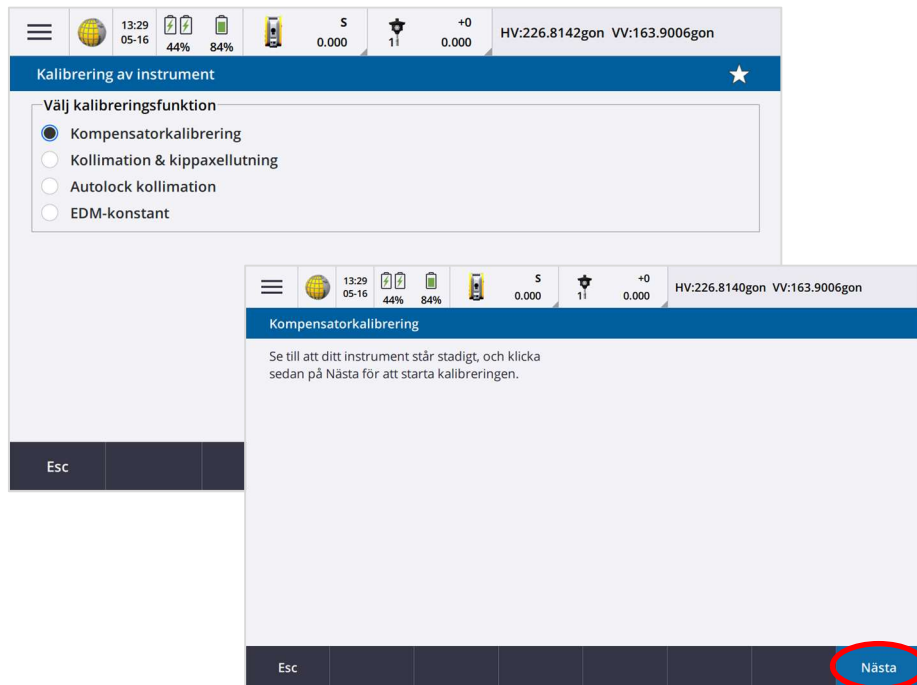 13:29
05-16
44%
84%
S
0.000
1
+0
0.000
HV:226.8142gon VV:163.9006gon
Kalibrering av instrument
Välj kalibreringsfunktion
Kompensatorkalibrering
Kollimation & kippaxellutning
Autolock kollimation
EDM-konstant
Esc
13:29
05-16
44%
84%
S
0.000
1
+0
0.000
HV:226.8140gon VV:163.9006gon
Kompensatorkalibrering
Se till att ditt instrument står stadigt, och klicka
sedan på Nästa för att starta kalibreringen.
Esc
Nästa